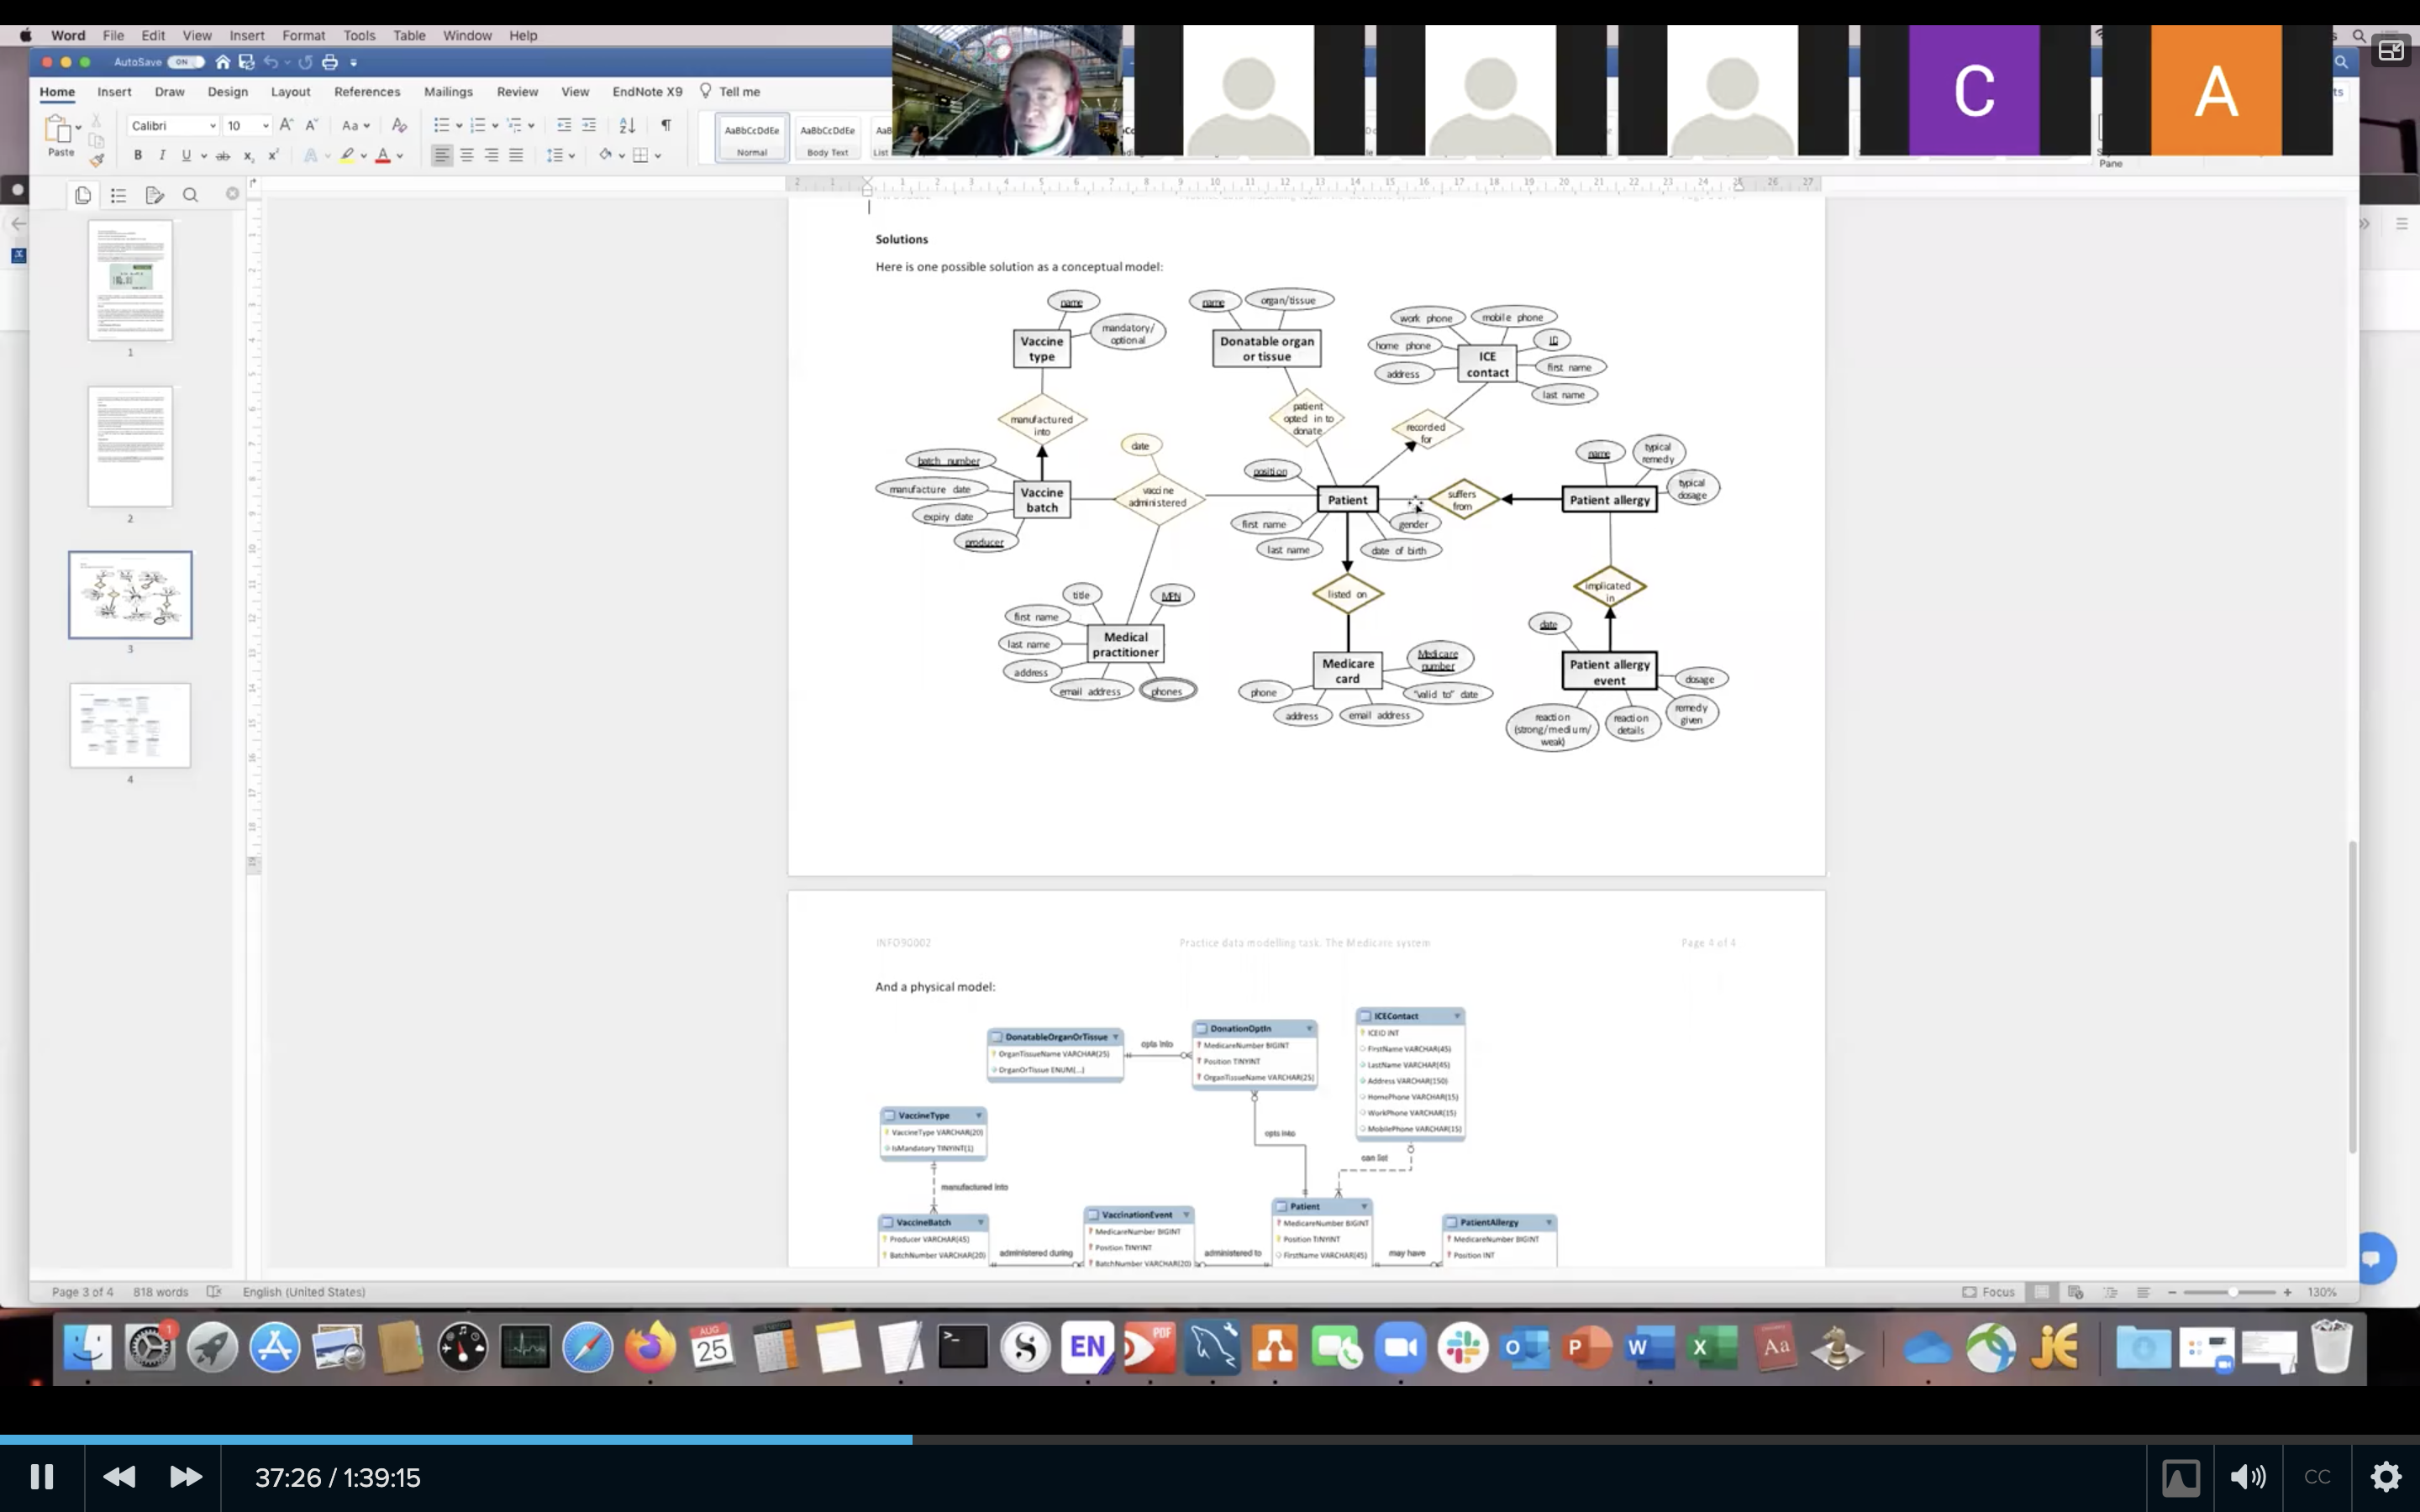 Word File Edit View Insert Format Tools Table Window Help
AutoSave ON
Home Insert Draw Design Layout References Mailings Review View EndNote X9 Tell me
Paste
Calibri 10
AaBbCcDdEe
Normal
AaBbCcDdEe
Body Text
C
A
Pane
Solutions
Here is one possible solution as a conceptual model:
name
mandatory/
optional
Vaccine
type
manufactured
into
name
organ/tissue
Donatable organ
or tissue
patient
opted in to
donate
work phone
mobile phone
home phone
ID
address
first name
last name
ICE
contact
recorded
for
batch number
manufacture date
expiry date
producer
Vaccine
batch
date
vaccine
administered
position
Patient
first name
last name
gender
date of birth
suffers
from
name
typical
remedy
typical
dosage
Patient allergy
implicated
in
title
MPN
first name
last name
address
email address
phones
Medical
practitioner
listed on
Medicare
card
Medicare
number
phone
"valid to" date
address
email address
date
Patient allergy
event
dosage
remedy
given
reaction
(strong/medium/
weak)
reaction
details
INFO90002
Practice data modelling task. The Medicare system
Page 4 of 4
And a physical model:
DonatableOrganOrTissue
OrganTissueName VARCHAR(25)
OrganOrTissue ENUM(...)
opts into
DonationOptIn
MedicareNumber BIGINT
Position TINYINT
OrganTissueName VARCHAR(25)
opts into
ICEContact
ICEID INT
FirstName VARCHAR(45)
LastName VARCHAR(45)
Address VARCHAR(150)
HomePhone VARCHAR(15)
WorkPhone VARCHAR(15)
MobilePhone VARCHAR(15)
can list
VaccineType
VaccineType VARCHAR(20)
IsMandatory TINYINT(1)
manufactured into
VaccineBatch
Producer VARCHAR(45)
BatchNumber VARCHAR(20)
administered during
VaccinationEvent
MedicareNumber BIGINT
Position TINYINT
BatchNumber VARCHAR(20)
administered to
Patient
MedicareNumber BIGINT
Position TINYINT
FirstName VARCHAR(45)
may have
PatientAllergy
MedicareNumber BIGINT
Position INT
1
2
3
4
Page 3 of 4 818 words English (United States)
Focus
130%
AUG
25
EN
PDF
37:26 / 1:39:15
CC